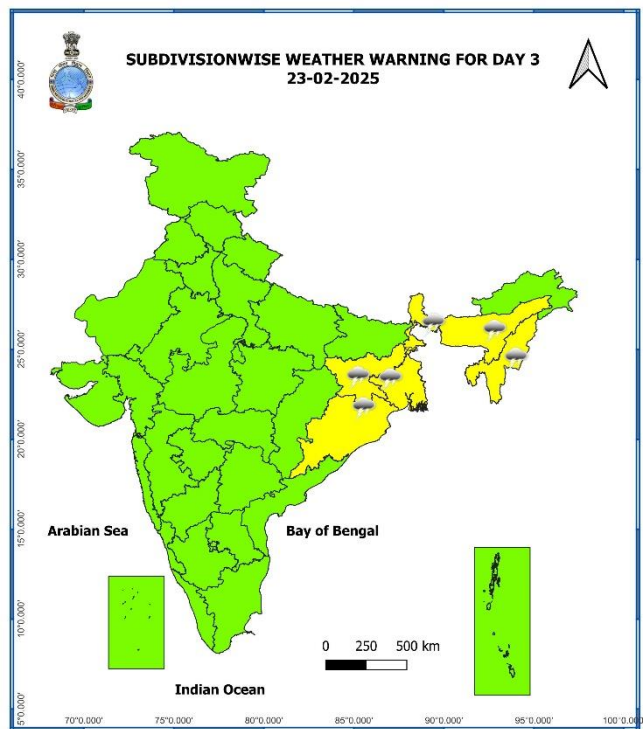 SUBDIVISIONWISE WEATHER WARNING FOR DAY 3
23-02-2025
40°0.000'
35°0.000'
30°0.000'
25°0.000'
20°0.000'
15°0.000'
10°0.000'
5°0.000'
Arabian Sea
Bay of Bengal
0 250 500 km
Indian Ocean
70°0.000' 75°0.000' 80°0.000' 85°0.000' 90°0.000' 95°0.000' 100°0.000'